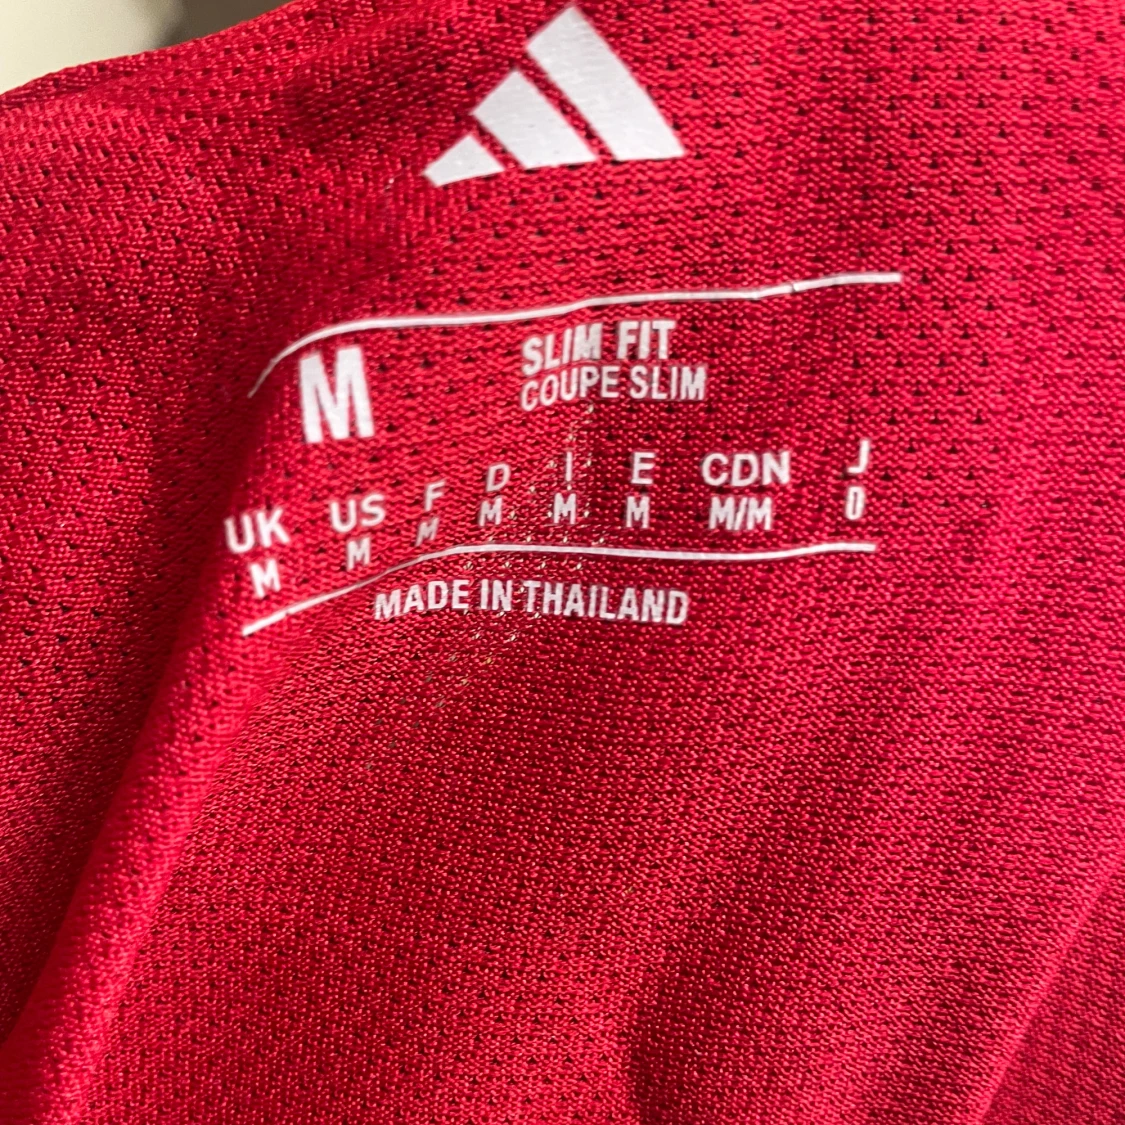 M
SLIM FIT
COUPE SLIM
UK US F D I E CDN J
M M M M M M M/M O
MADE IN THAILAND